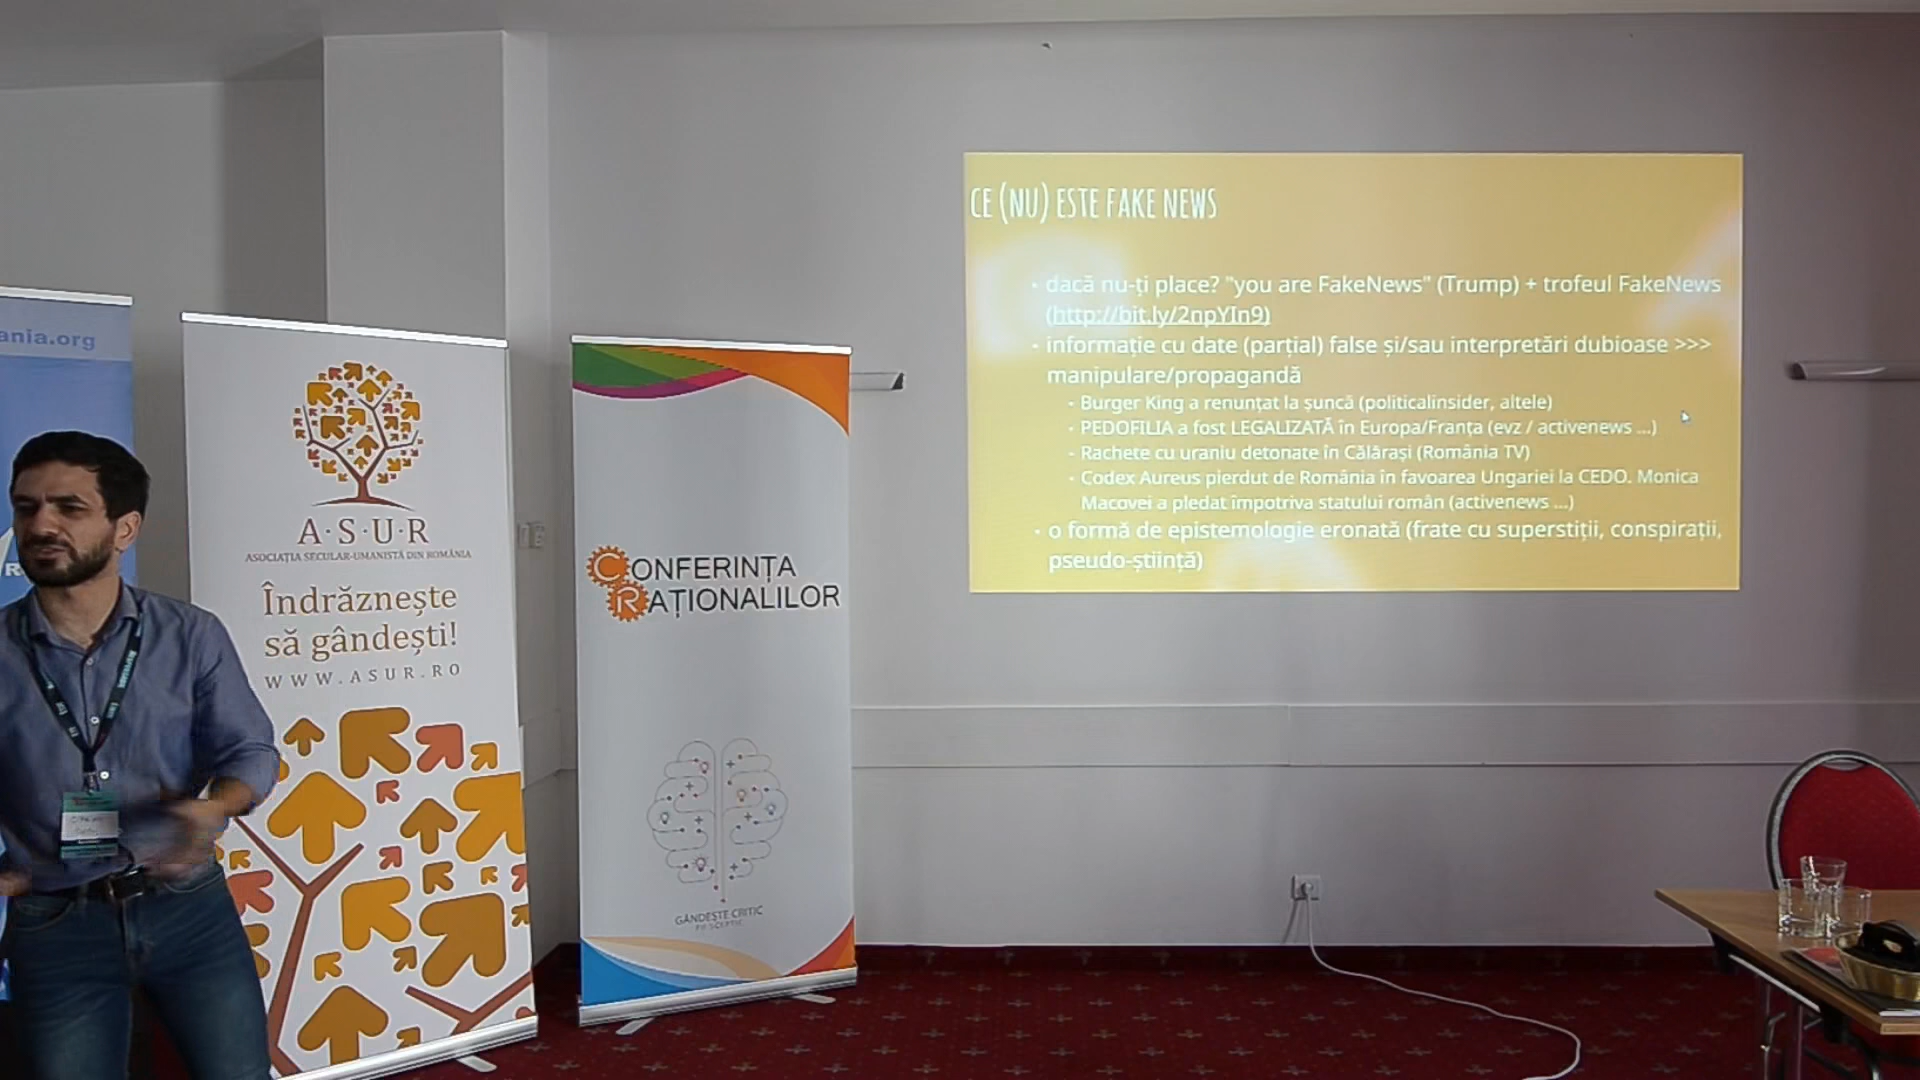 ania.org
A·S·U·R
ASOCIAȚIA SECULAR-UMANISTĂ DIN ROMÂNIA
Îndrăznește
să gândești!
WWW.ASUR.RO
CONFERINȚA
RAȚIONALILOR
GÂNDEȘTE CRITIC
FII SCEPTIC
CE (NU) ESTE FAKE NEWS
• dacă nu-ți place? "you are FakeNews" (Trump) + trofeul FakeNews
(http://bit.ly/2npYIn9)
• informație cu date (parțial) false și/sau interpretări dubioase >>>
manipulare/propagandă
• Burger King a renunțat la șuncă (politicalinsider, altele)
• PEDOFILIA a fost LEGALIZATĂ în Europa/Franța (evz / activenews ...)
• Rachete cu uraniu detonate în Călărași (România TV)
• Codex Aureus pierdut de România în favoarea Ungariei la CEDO. Monica
Macovei a pledat împotriva statului român (activenews ...)
• o formă de epistemologie eronată (frate cu superstiții, conspirații,
pseudo-știință)